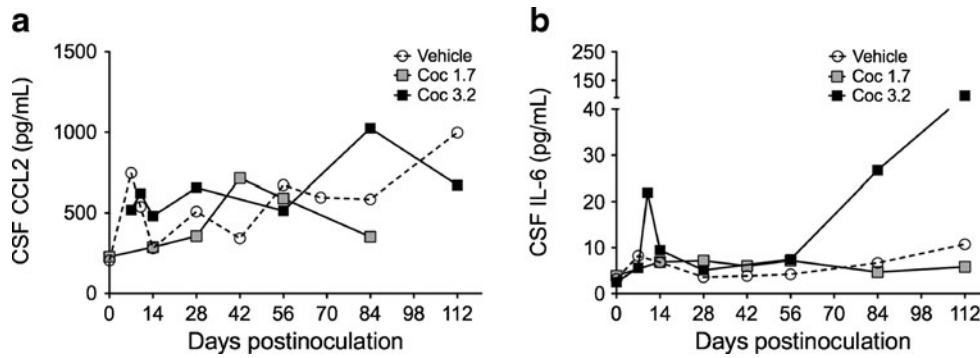 a
1500
1000
500
0
CSF CCL2 (pg/mL)
Vehicle
Coc 1.7
Coc 3.2
0 14 28 42 56 70 84 98 112
Days postinoculation
b
250
150
50
40
30
20
10
0
CSF IL-6 (pg/mL)
Vehicle
Coc 1.7
Coc 3.2
0 14 28 42 56 70 84 98 112
Days postinoculation